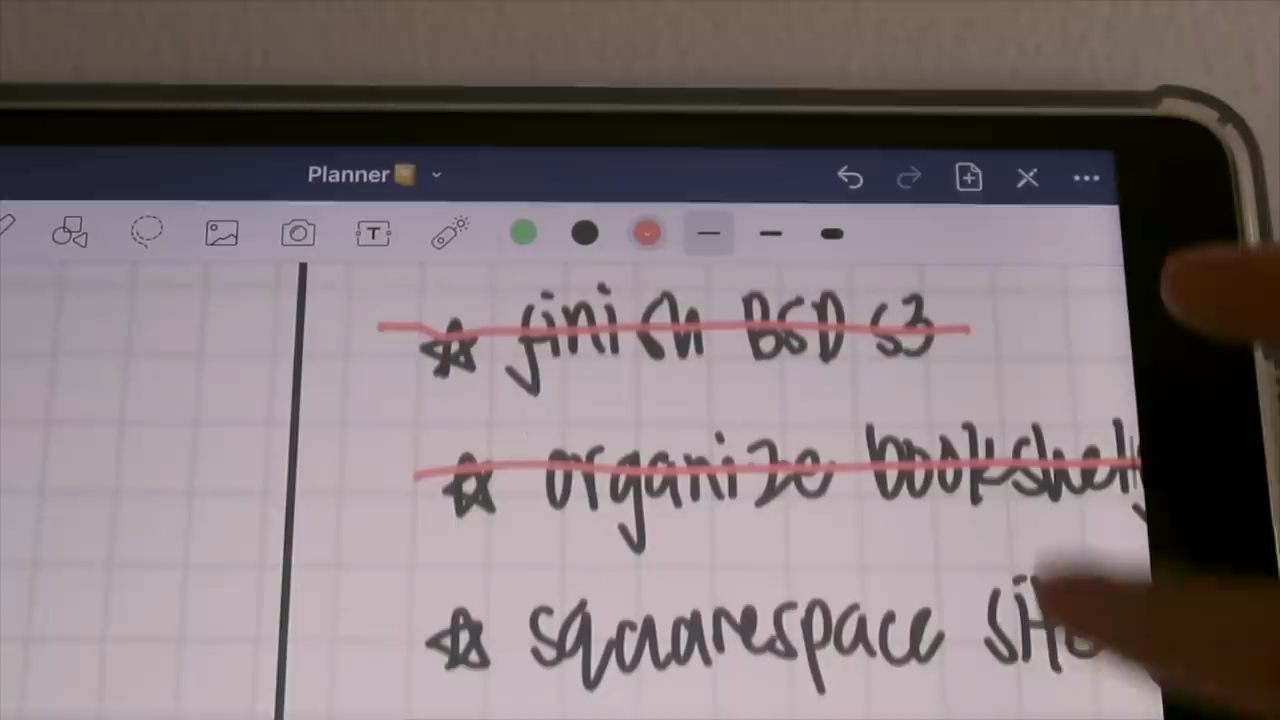 Planner
finish BSD S3
organize bookshelf
squarespace site